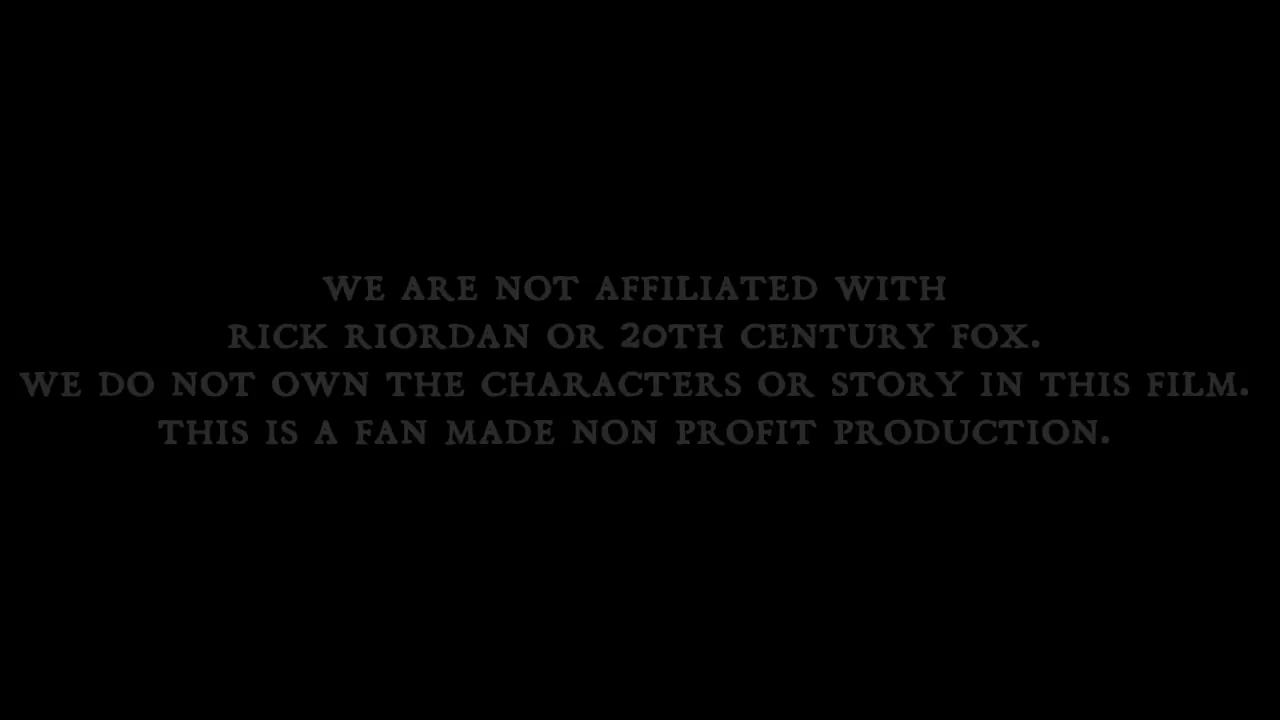 WE ARE NOT AFFILIATED WITH
RICK RIORDAN OR 20TH CENTURY FOX.
WE DO NOT OWN THE CHARACTERS OR STORY IN THIS FILM.
THIS IS A FAN MADE NON PROFIT PRODUCTION.